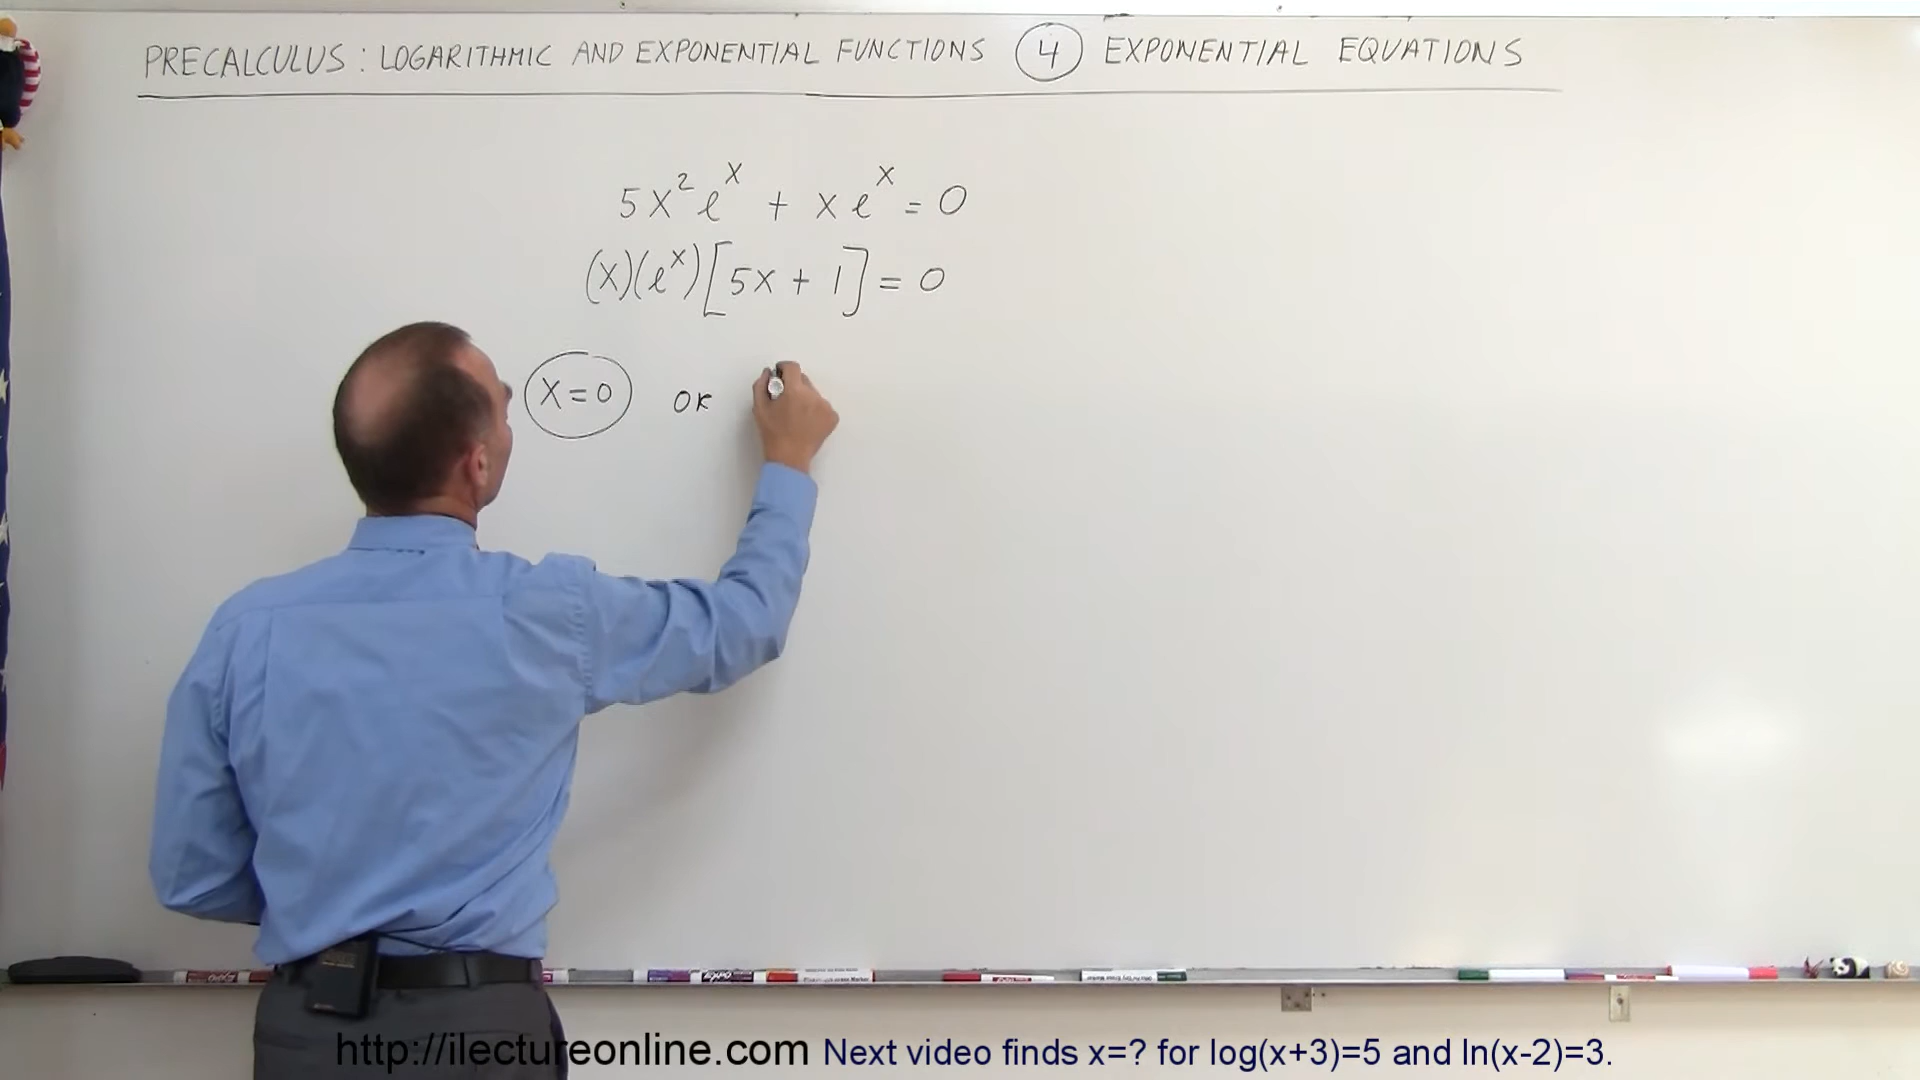 PRECALCULUS: LOGARITHMIC AND EXPONENTIAL FUNCTIONS 4 EXPONENTIAL EQUATIONS
5x²eˣ + xeˣ = 0
(x)(eˣ)[5x + 1] = 0
x=0 OR
http://ilectureonline.com Next video finds x=? for log(x+3)=5 and ln(x-2)=3.